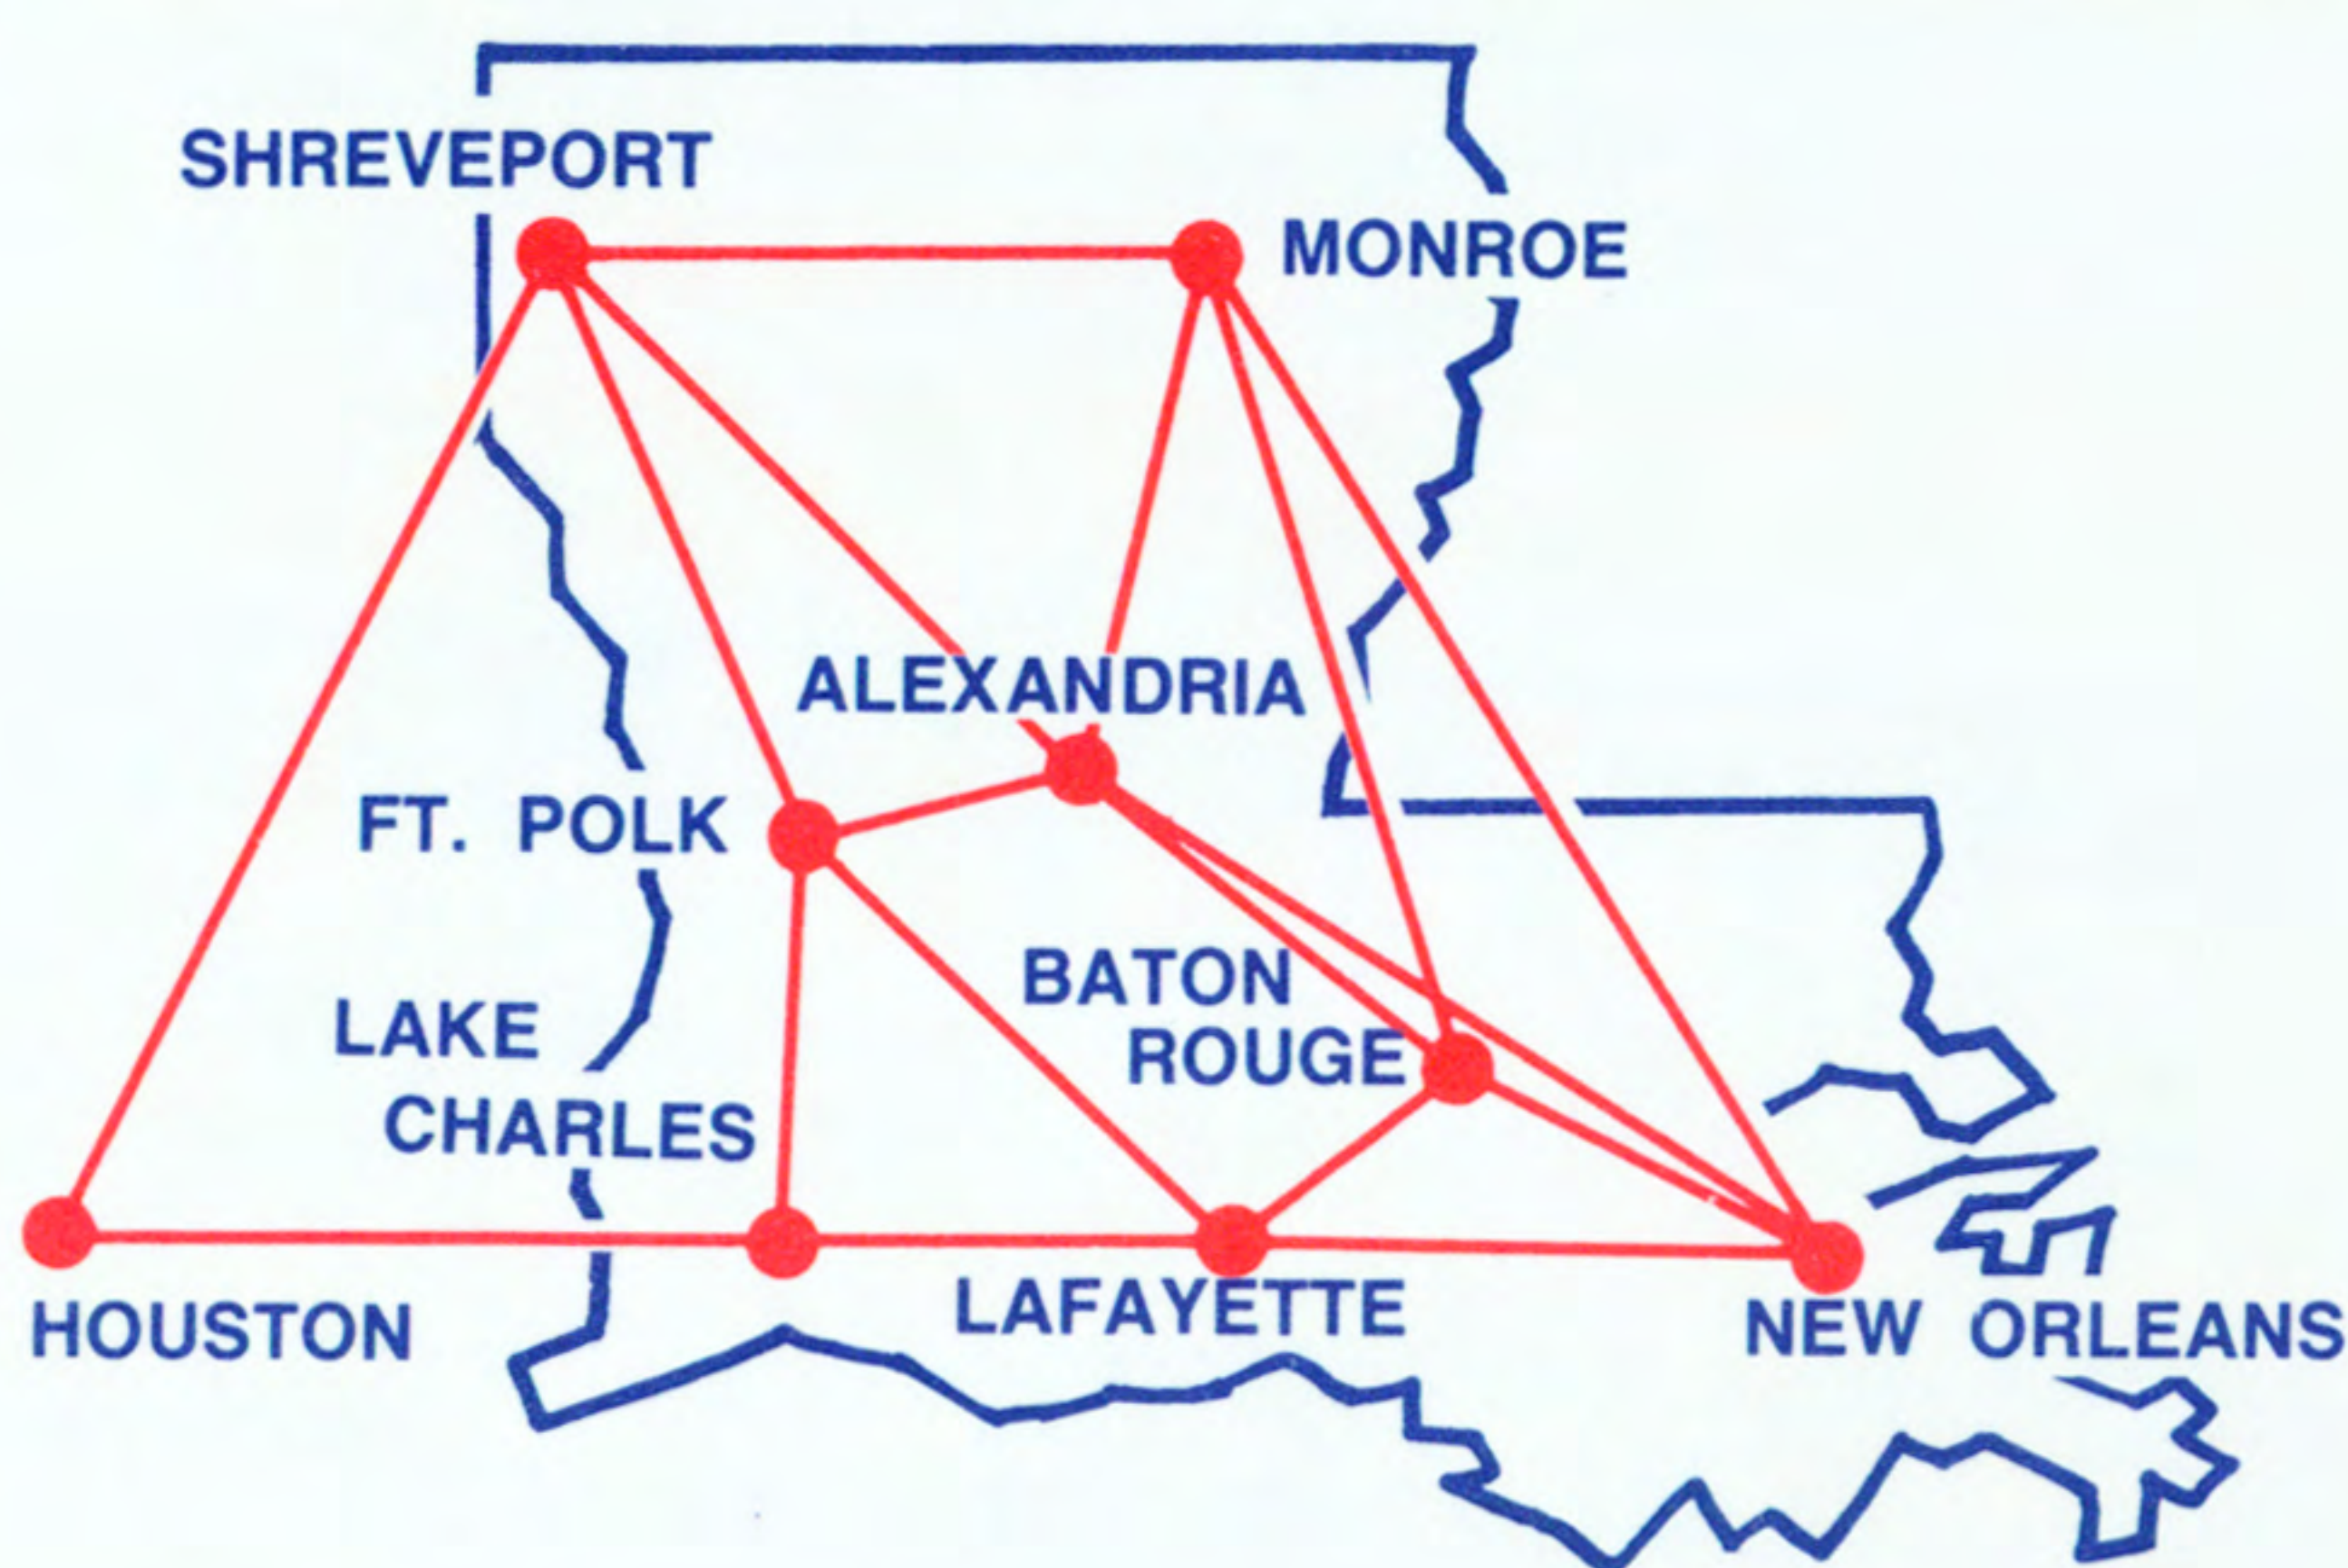 SHREVEPORT
MONROE
ALEXANDRIA
FT. POLK
BATON
ROUGE
LAKE
CHARLES
HOUSTON
LAFAYETTE
NEW ORLEANS